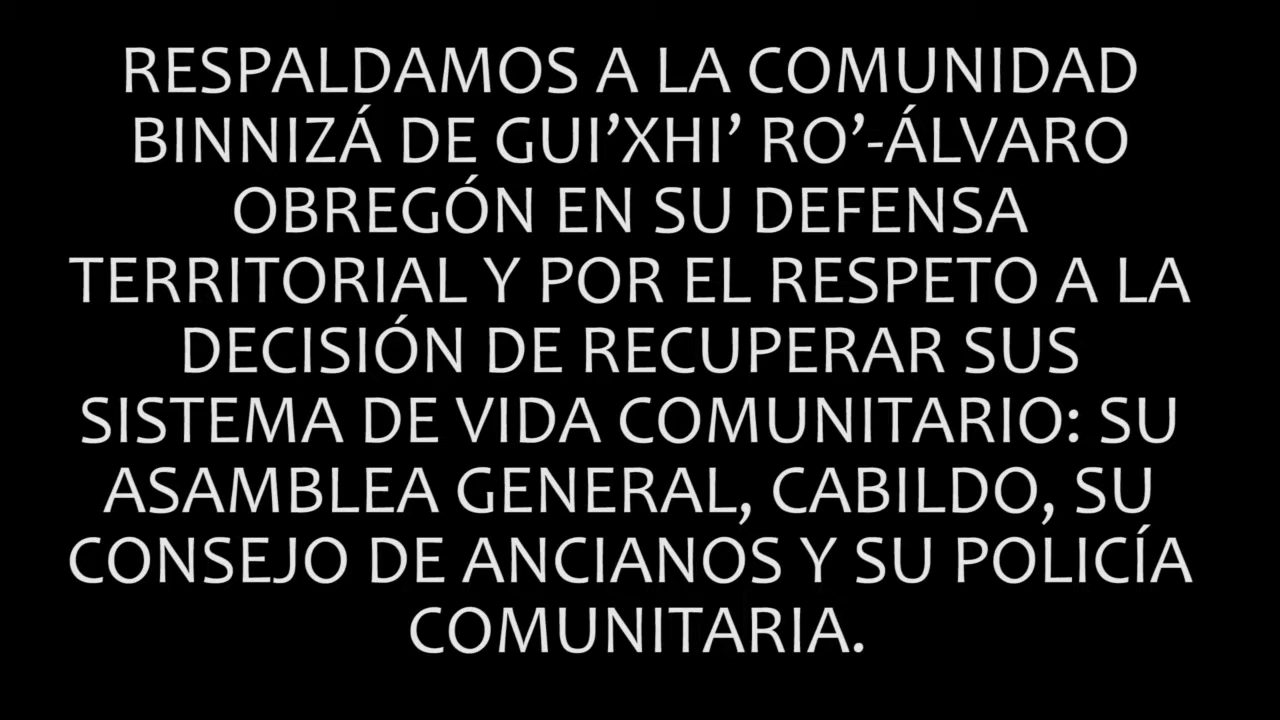 RESPALDAMOS A LA COMUNIDAD
BINNIZÁ DE GUI’XHI’ RO’-ÁLVARO
OBREGÓN EN SU DEFENSA
TERRITORIAL Y POR EL RESPETO A LA
DECISIÓN DE RECUPERAR SUS
SISTEMA DE VIDA COMUNITARIO: SU
ASAMBLEA GENERAL, CABILDO, SU
CONSEJO DE ANCIANOS Y SU POLICÍA
COMUNITARIA.